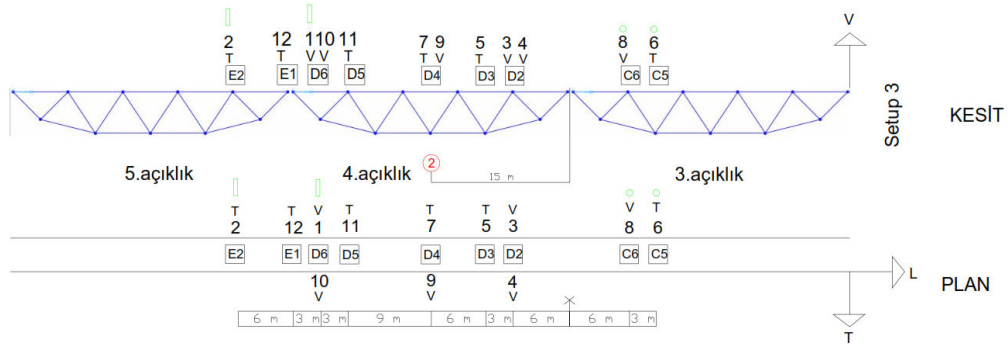 2 12 1 10 11 7 9 5 3 4 8 6 V
T T V V T T V T V V V T
E2 E1 D6 D5 D4 D3 D2 C6 C5
Setup 3
KESİT
5.açıklık 4.açıklık 2 3.açıklık
15 m
T T V T T T V V T
2 12 1 11 7 5 3 8 6
E2 E1 D6 D5 D4 D3 D2 C6 C5
L
PLAN
10 9 4
V V V
6 m 3 m 3 m 9 m 6 m 3 m 6 m 6 m 3 m
T